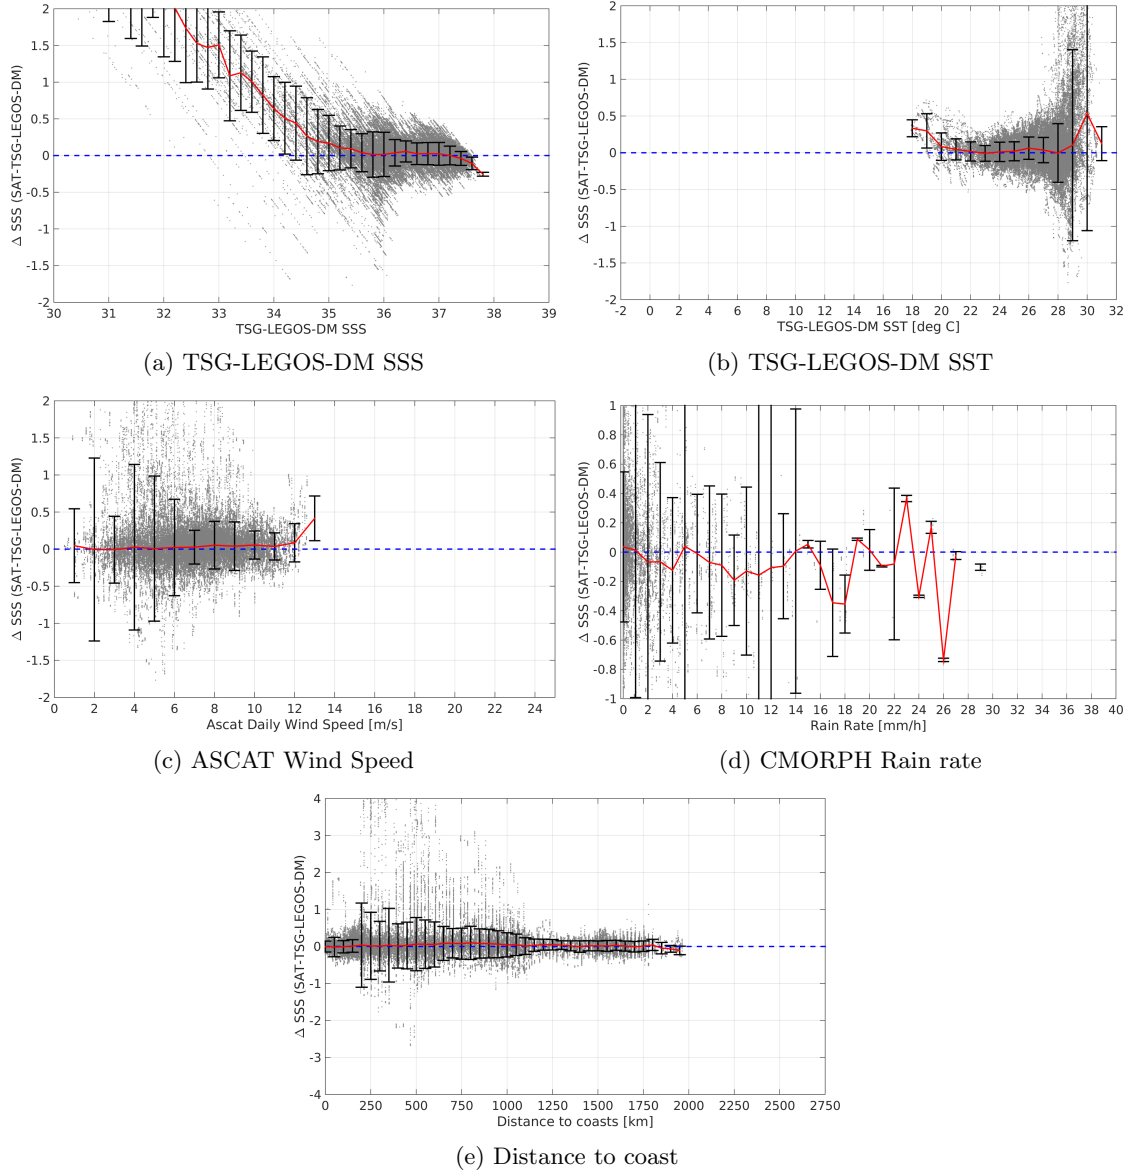 2
1.5
1
0.5
0
-0.5
-1
-1.5
-2
Δ SSS (SAT-TSG-LEGOS-DM)
30 31 32 33 34 35 36 37 38 39
TSG-LEGOS-DM SSS
(a) TSG-LEGOS-DM SSS
2
1.5
1
0.5
0
-0.5
-1
-1.5
-2
Δ SSS (SAT-TSG-LEGOS-DM)
-2 0 2 4 6 8 10 12 14 16 18 20 22 24 26 28 30 32
TSG-LEGOS-DM SST [deg C]
(b) TSG-LEGOS-DM SST
2
1.5
1
0.5
0
-0.5
-1
-1.5
-2
Δ SSS (SAT-TSG-LEGOS-DM)
0 2 4 6 8 10 12 14 16 18 20 22 24
Ascat Daily Wind Speed [m/s]
(c) ASCAT Wind Speed
1
0.8
0.6
0.4
0.2
0
-0.2
-0.4
-0.6
-0.8
-1
Δ SSS (SAT-TSG-LEGOS-DM)
0 2 4 6 8 10 12 14 16 18 20 22 24 26 28 30 32 34 36 38 40
Rain Rate [mm/h]
(d) CMORPH Rain rate
4
3
2
1
0
-1
-2
-3
-4
Δ SSS (SAT-TSG-LEGOS-DM)
0 250 500 750 1000 1250 1500 1750 2000 2250 2500 2750
Distance to coasts [km]
(e) Distance to coast